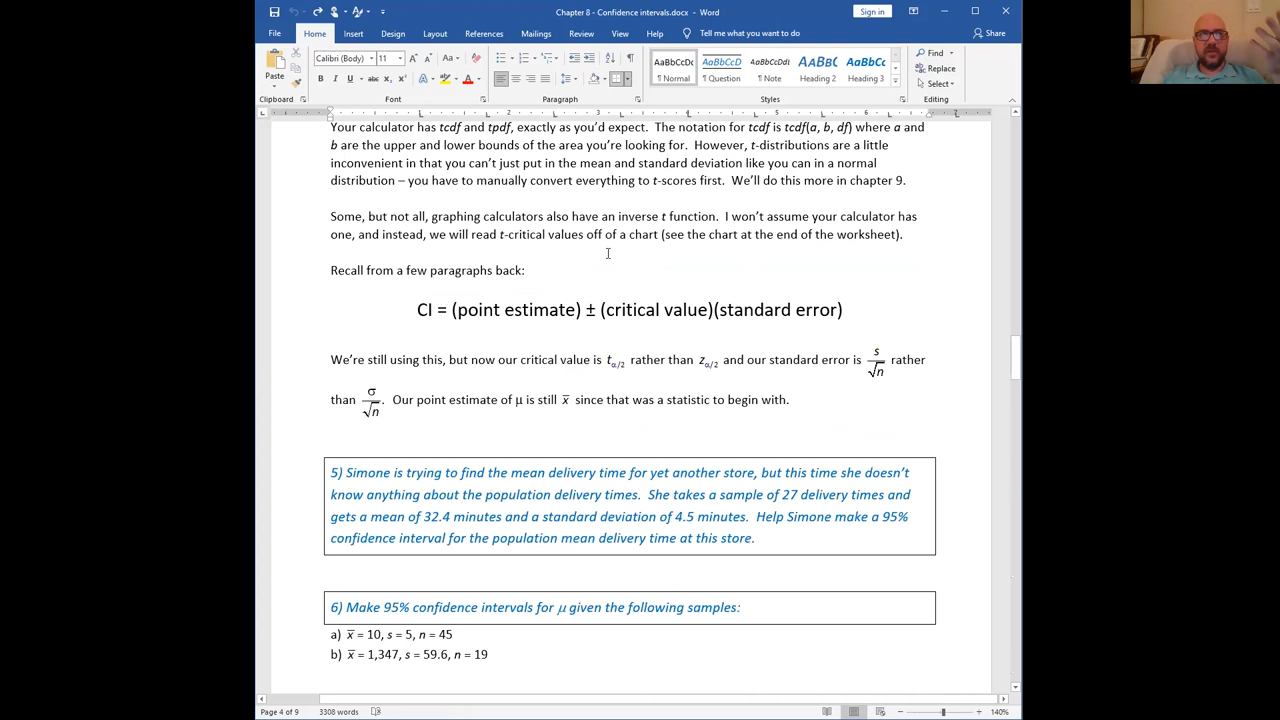 Chapter 8 - Confidence intervals.docx - Word
Sign in
File Home Insert Design Layout References Mailings Review View Help Tell me what you want to do Share
Paste
Calibri (Body) 11
Aa
B I U abc x₂ x²
AaBbCcDc AaBbCcD AaBbCcDc AaBbC AaBbCc
¶ Normal ¶ Question ¶ Note Heading 2 Heading 3
Find
Replace
Select
Clipboard Font Paragraph Styles Editing
Your calculator has tcdf and tpdf, exactly as you’d expect. The notation for tcdf is tcdf(a, b, df) where a and
b are the upper and lower bounds of the area you’re looking for. However, t-distributions are a little
inconvenient in that you can’t just put in the mean and standard deviation like you can in a normal
distribution – you have to manually convert everything to t-scores first. We’ll do this more in chapter 9.
Some, but not all, graphing calculators also have an inverse t function. I won’t assume your calculator has
one, and instead, we will read t-critical values off of a chart (see the chart at the end of the worksheet).
Recall from a few paragraphs back:
CI = (point estimate) ± (critical value)(standard error)
We’re still using this, but now our critical value is t_α/2 rather than z_α/2 and our standard error is s/√n rather
than σ/√n. Our point estimate of μ is still x̅ since that was a statistic to begin with.
5) Simone is trying to find the mean delivery time for yet another store, but this time she doesn’t
know anything about the population delivery times. She takes a sample of 27 delivery times and
gets a mean of 32.4 minutes and a standard deviation of 4.5 minutes. Help Simone make a 95%
confidence interval for the population mean delivery time at this store.
6) Make 95% confidence intervals for μ given the following samples:
a) x̅ = 10, s = 5, n = 45
b) x̅ = 1,347, s = 59.6, n = 19
Page 4 of 9 3308 words 140%